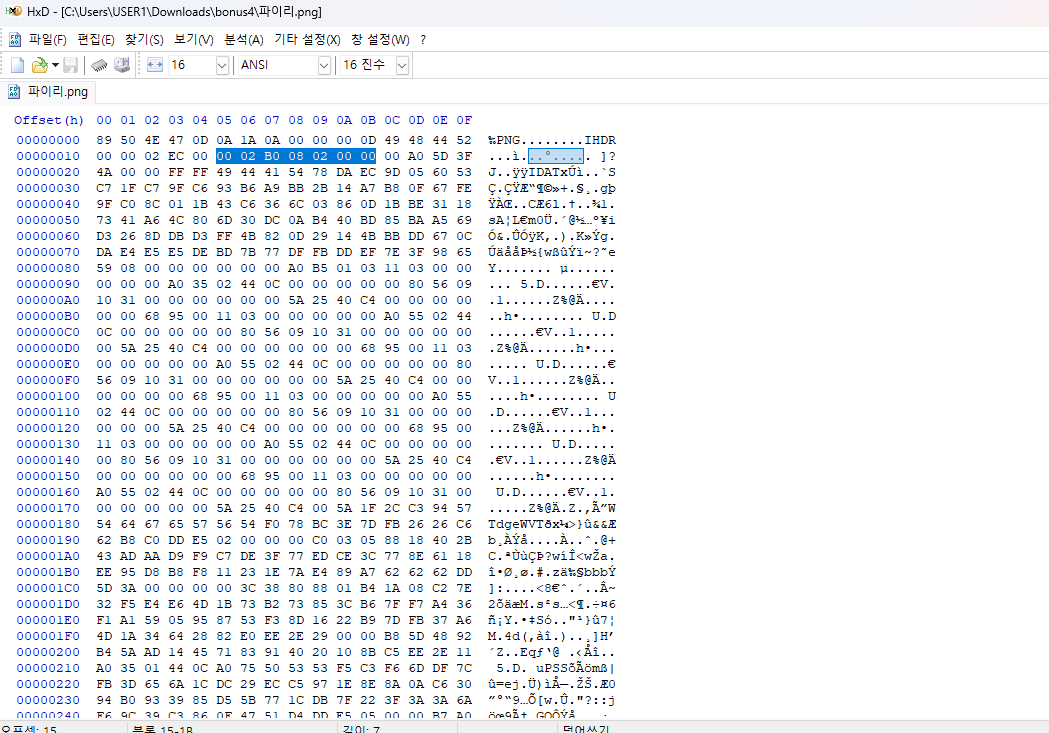 HxD - [C:\Users\USER1\Downloads\bonus4\파이리.png]
파일(F) 편집(E) 찾기(S) 보기(V) 분석(A) 기타 설정(X) 창 설정(W) ?
16 ANSI 16 진수
파이리.png
Offset(h) 00 01 02 03 04 05 06 07 08 09 0A 0B 0C 0D 0E 0F
00000000 89 50 4E 47 0D 0A 1A 0A 00 00 00 0D 49 48 44 52 ‰PNG........IHDR
00000010 00 00 02 EC 00 00 02 B0 08 02 00 00 00 A0 5D 3F ...ì...°..... ]?
00000020 4A 00 00 FF FF 49 44 41 54 78 DA EC 9D 05 60 53 J..ÿÿIDATxÚì..`S
00000030 C7 1F C7 9F C6 93 B6 A9 BB 2B 14 A7 B8 0F 67 FE Ç.ÇŸÆ“¶©»+.§¸.gþ
00000040 9F C0 8C 01 1B 43 C6 36 6C 03 86 0D 1B BE 31 18 ŸÀŒ..CÆ6l.†..¾1.
00000050 73 41 A6 4C 80 6D 30 DC 0A B4 40 BD 85 BA A5 69 sA¦L€m0Ü.´@½…º¥i
00000060 D3 26 8D DB D3 FF 4B 82 0D 29 14 4B BB DD 67 0C Ó&.ÛÓÿK‚.).K»Ýg.
00000070 DA E4 E5 E5 DE BD 7B 77 DF FB DD EF 7E 3F 98 65 ÚäååÞ½{wßûÝï~?˜e
00000080 59 08 00 00 00 00 00 00 A0 B5 01 03 11 03 00 00 Y....... µ......
00000090 00 00 00 A0 35 02 44 0C 00 00 00 00 00 80 56 09 ... 5.D......€V.
000000A0 10 31 00 00 00 00 00 00 5A 25 40 C4 00 00 00 00 .1......Z%@Ä....
000000B0 00 00 68 95 00 11 03 00 00 00 00 00 A0 55 02 44 ..h•........ U.D
000000C0 0C 00 00 00 00 00 80 56 09 10 31 00 00 00 00 00 ......€V..1.....
000000D0 00 5A 25 40 C4 00 00 00 00 00 00 68 95 00 11 03 .Z%@Ä......h•...
000000E0 00 00 00 00 00 A0 55 02 44 0C 00 00 00 00 00 80 ..... U.D......€
000000F0 56 09 10 31 00 00 00 00 00 00 5A 25 40 C4 00 00 V..1......Z%@Ä..
00000100 00 00 00 00 68 95 00 11 03 00 00 00 00 00 A0 55 ....h•........ U
00000110 02 44 0C 00 00 00 00 00 80 56 09 10 31 00 00 00 .D......€V..1...
00000120 00 00 00 5A 25 40 C4 00 00 00 00 00 00 68 95 00 ...Z%@Ä......h•.
00000130 11 03 00 00 00 00 00 A0 55 02 44 0C 00 00 00 00 ....... U.D.....
00000140 00 80 56 09 10 31 00 00 00 00 00 00 5A 25 40 C4 .€V..1......Z%@Ä
00000150 00 00 00 00 00 00 68 95 00 11 03 00 00 00 00 00 ......h•........
00000160 A0 55 02 44 0C 00 00 00 00 00 80 56 09 10 31 00  U.D......€V..1.
00000170 00 00 00 00 00 5A 25 40 C4 00 5A 1F 2C C3 94 57 .....Z%@Ä.Z.,Ã”W
00000180 54 64 67 65 57 56 54 F0 78 BC 3E 7D FB 26 26 C6 TdgeWVTðx¼>}û&&Æ
00000190 62 B8 C0 DD E5 02 00 00 00 C0 03 05 88 18 40 2B b¸ÀÝå....À..ˆ.@+
000001A0 43 AD AA D9 F9 C7 DE 3F 77 ED CE 3C 77 8E 61 18 C.ªÙùÇÞ?wíÎ<wŽa.
000001B0 EE 95 D8 B8 F8 11 23 1E 7A E4 89 A7 62 62 62 DD î•Ø¸ø.#.zä‰§bbbÝ
000001C0 5D 3A 00 00 00 00 3C 38 80 88 01 B4 1A 08 C2 7E ]:....<8€ˆ.´..Â~
000001D0 32 F5 E4 E6 4D 1B 73 B2 73 85 3C B6 7F F7 A4 36 2õäæM.s²s…<¶.÷¤6
000001E0 F1 A1 59 05 95 87 53 F3 8D 16 22 B9 7D FB 37 A6 ñ¡Y.•‡Só.."¹}û7¦
000001F0 4D 1A 34 64 28 82 E0 EE 2E 29 00 00 B8 5D 48 92 M.4d(‚àî.)..¸]H’
00000200 B4 5A AD 14 45 71 83 91 40 20 10 8B C5 EE 2E 11 ´Z..Eqƒ‘@ .‹Åî..
00000210 A0 35 01 44 0C A0 75 50 53 53 F5 C3 F6 6D DF 7C  5.D. uPSSõÃömß|
00000220 FB 3D 65 6A 1C DC 29 EC C5 97 1E 8E 8A 0A C6 30 û=ej.Ü)ìÅ—.ŽŠ.Æ0
00000230 94 B0 93 39 85 D5 5B 77 1C DB 7F 22 3F 3A 3A 6A ”°“9…Õ[w.Û."?::j
00000240